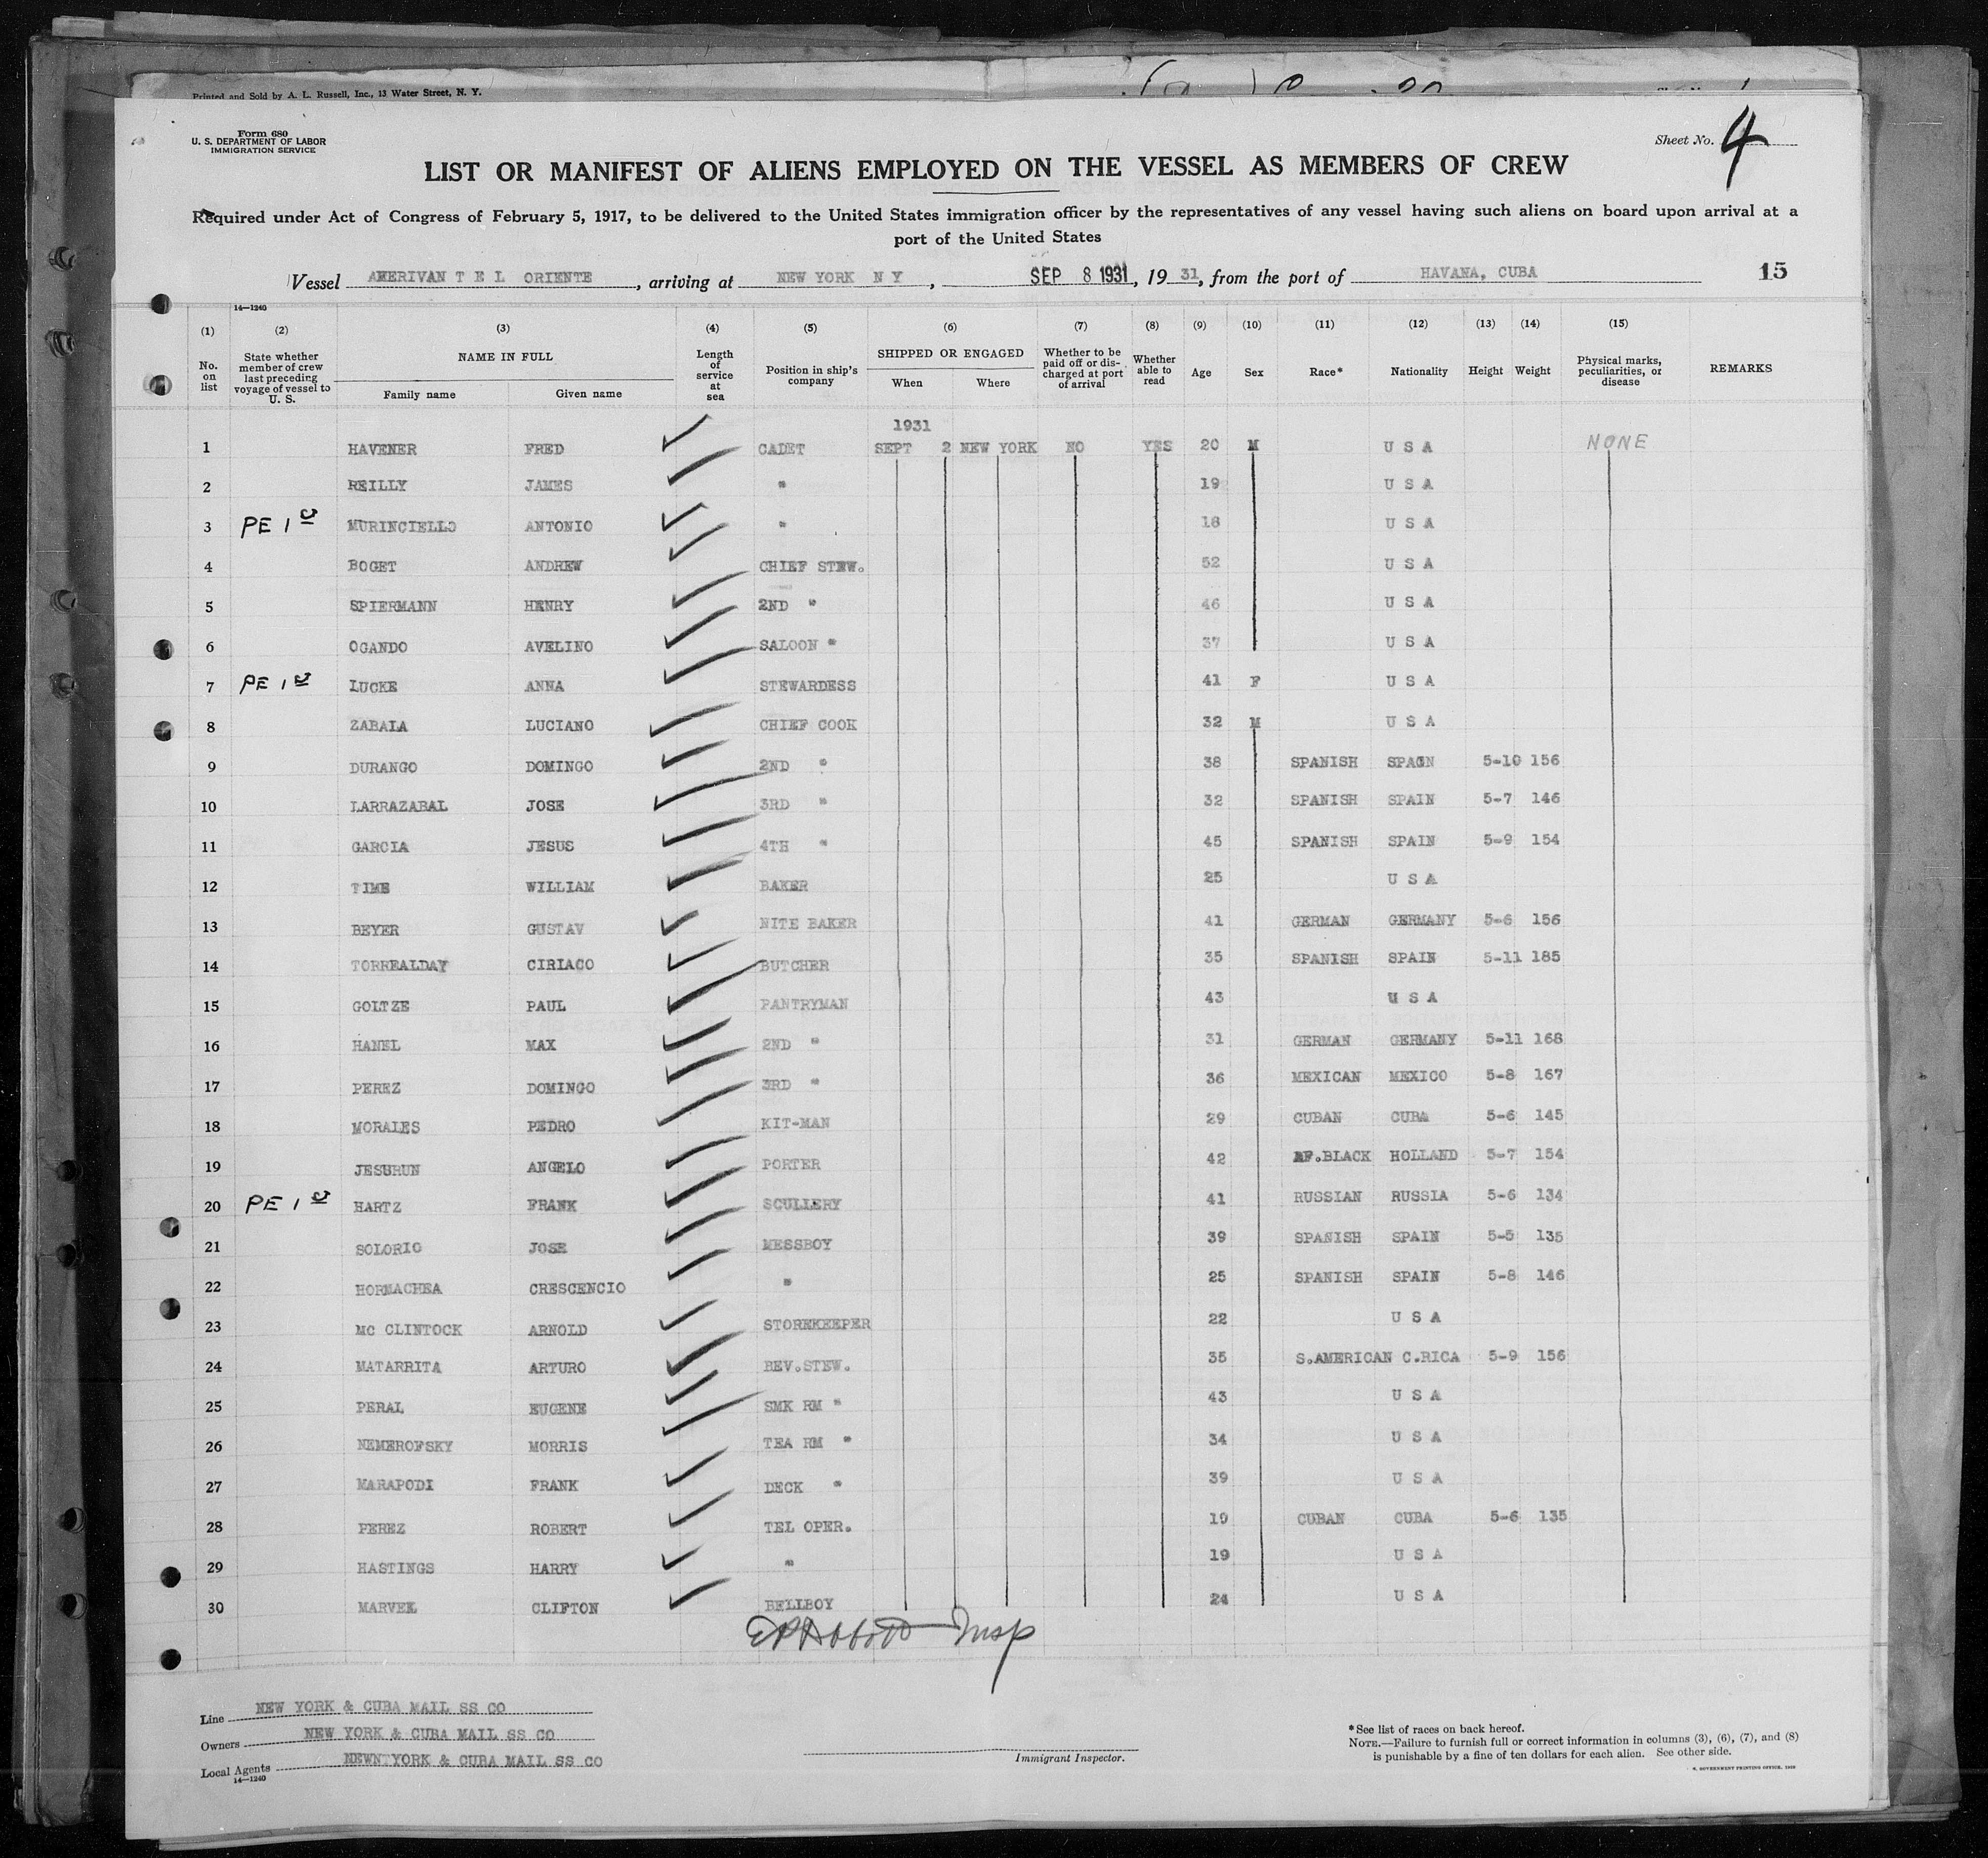 Printed and Sold by A. L. Russell, Inc., 13 Water Street, N. Y.
Form 680
U. S. DEPARTMENT OF LABOR
IMMIGRATION SERVICE
Sheet No. 4
LIST OR MANIFEST OF ALIENS EMPLOYED ON THE VESSEL AS MEMBERS OF CREW
Required under Act of Congress of February 5, 1917, to be delivered to the United States immigration officer by the representatives of any vessel having such aliens on board upon arrival at a
port of the United States
Vessel AMERIVAN T E L ORIENTE, arriving at NEW YORK N Y, SEP 8 1931, 19 31, from the port of HAVANA, CUBA 15
14—1240
(1) (2) (3) (4) (5) (6) (7) (8) (9) (10) (11) (12) (13) (14) (15)
No. on list State whether member of crew last preceding voyage of vessel to U. S. NAME IN FULL Family name Given name Length of service at sea Position in ship's company SHIPPED OR ENGAGED When Where Whether to be paid off or discharged at port of arrival Whether able to read Age Sex Race* Nationality Height Weight Physical marks, peculiarities, or disease REMARKS
1931
1 HAVENER FRED CADET SEPT 2 NEW YORK NO YES 20 M U S A NONE
2 REILLY JAMES " 19 U S A
3 PE 1st MURINCIELLO ANTONIO " 18 U S A
4 BOGET ANDREW CHIEF STEW. 52 U S A
5 SPIERMANN HENRY 2ND " 46 U S A
6 OGANDO AVELINO SALOON " 37 U S A
7 PE 1st LUCKE ANNA STEWARDESS 41 F U S A
8 ZABALA LUCIANO CHIEF COOK 32 M U S A
9 DURANGO DOMINGO 2ND " 38 SPANISH SPAGN 5-10 156
10 LARRAZABAL JOSE 3RD " 32 SPANISH SPAIN 5-7 146
11 GARCIA JESUS 4TH " 45 SPANISH SPAIN 5-9 154
12 TIME WILLIAM BAKER 25 U S A
13 BEYER GUSTAV NITE BAKER 41 GERMAN GERMANY 5-6 156
14 TORREALDAY CIRIACO BUTCHER 35 SPANISH SPAIN 5-11 185
15 GOLTZE PAUL PANTRYMAN 43 U S A
16 HANEL MAX 2ND " 31 GERMAN GERMANY 5-11 168
17 PEREZ DOMINGO 3RD " 36 MEXICAN MEXICO 5-8 167
18 MORALES PEDRO KIT-MAN 29 CUBAN CUBA 5-6 145
19 JESURUN ANGELO PORTER 42 AF.BLACK HOLLAND 5-7 154
20 PE 1st HARTZ FRANK SCULLERY 41 RUSSIAN RUSSIA 5-6 134
21 SOLORIO JOSE MESSBOY 39 SPANISH SPAIN 5-5 135
22 HORMACHEA CRESCENCIO " 25 SPANISH SPAIN 5-8 146
23 MC CLINTOCK ARNOLD STOREKEEPER 22 U S A
24 MATARRITA ARTURO BEV.STEW. 35 S.AMERICAN C.RICA 5-9 156
25 PERAL EUGENE SMK RM " 43 U S A
26 NEMEROFSKY MORRIS TEA RM " 34 U S A
27 MARAPODI FRANK DECK " 39 U S A
28 PEREZ ROBERT TEL OPER. 19 CUBAN CUBA 5-6 135
29 HASTINGS HARRY " 19 U S A
30 MARVEK CLIFTON BELLBOY 24 U S A
Insp
Line NEW YORK & CUBA MAIL SS CO
Owners NEW YORK & CUBA MAIL SS CO
Local Agents NEWNTYORK & CUBA MAIL SS CO
14—1240
Immigrant Inspector.
*See list of races on back hereof.
NOTE.—Failure to furnish full or correct information in columns (3), (6), (7), and (8)
is punishable by a fine of ten dollars for each alien. See other side.